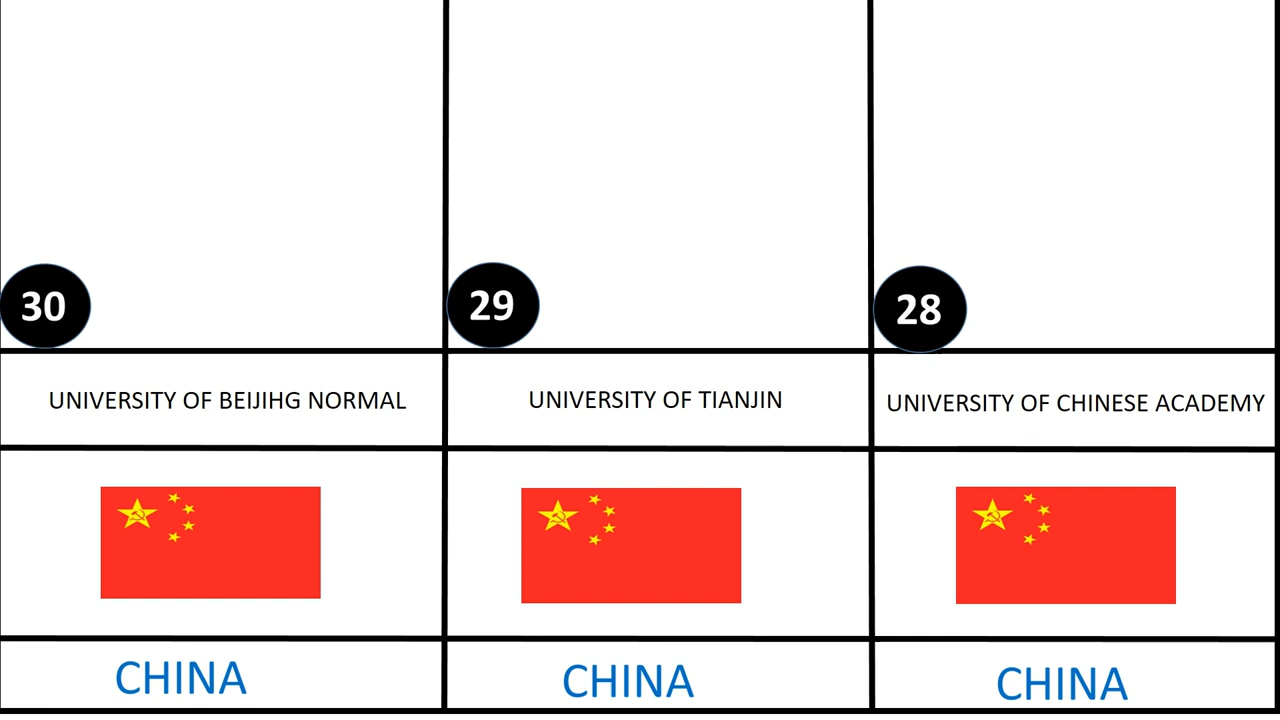 30
29
28
UNIVERSITY OF BEIJIHG NORMAL
UNIVERSITY OF TIANJIN
UNIVERSITY OF CHINESE ACADEMY
CHINA
CHINA
CHINA